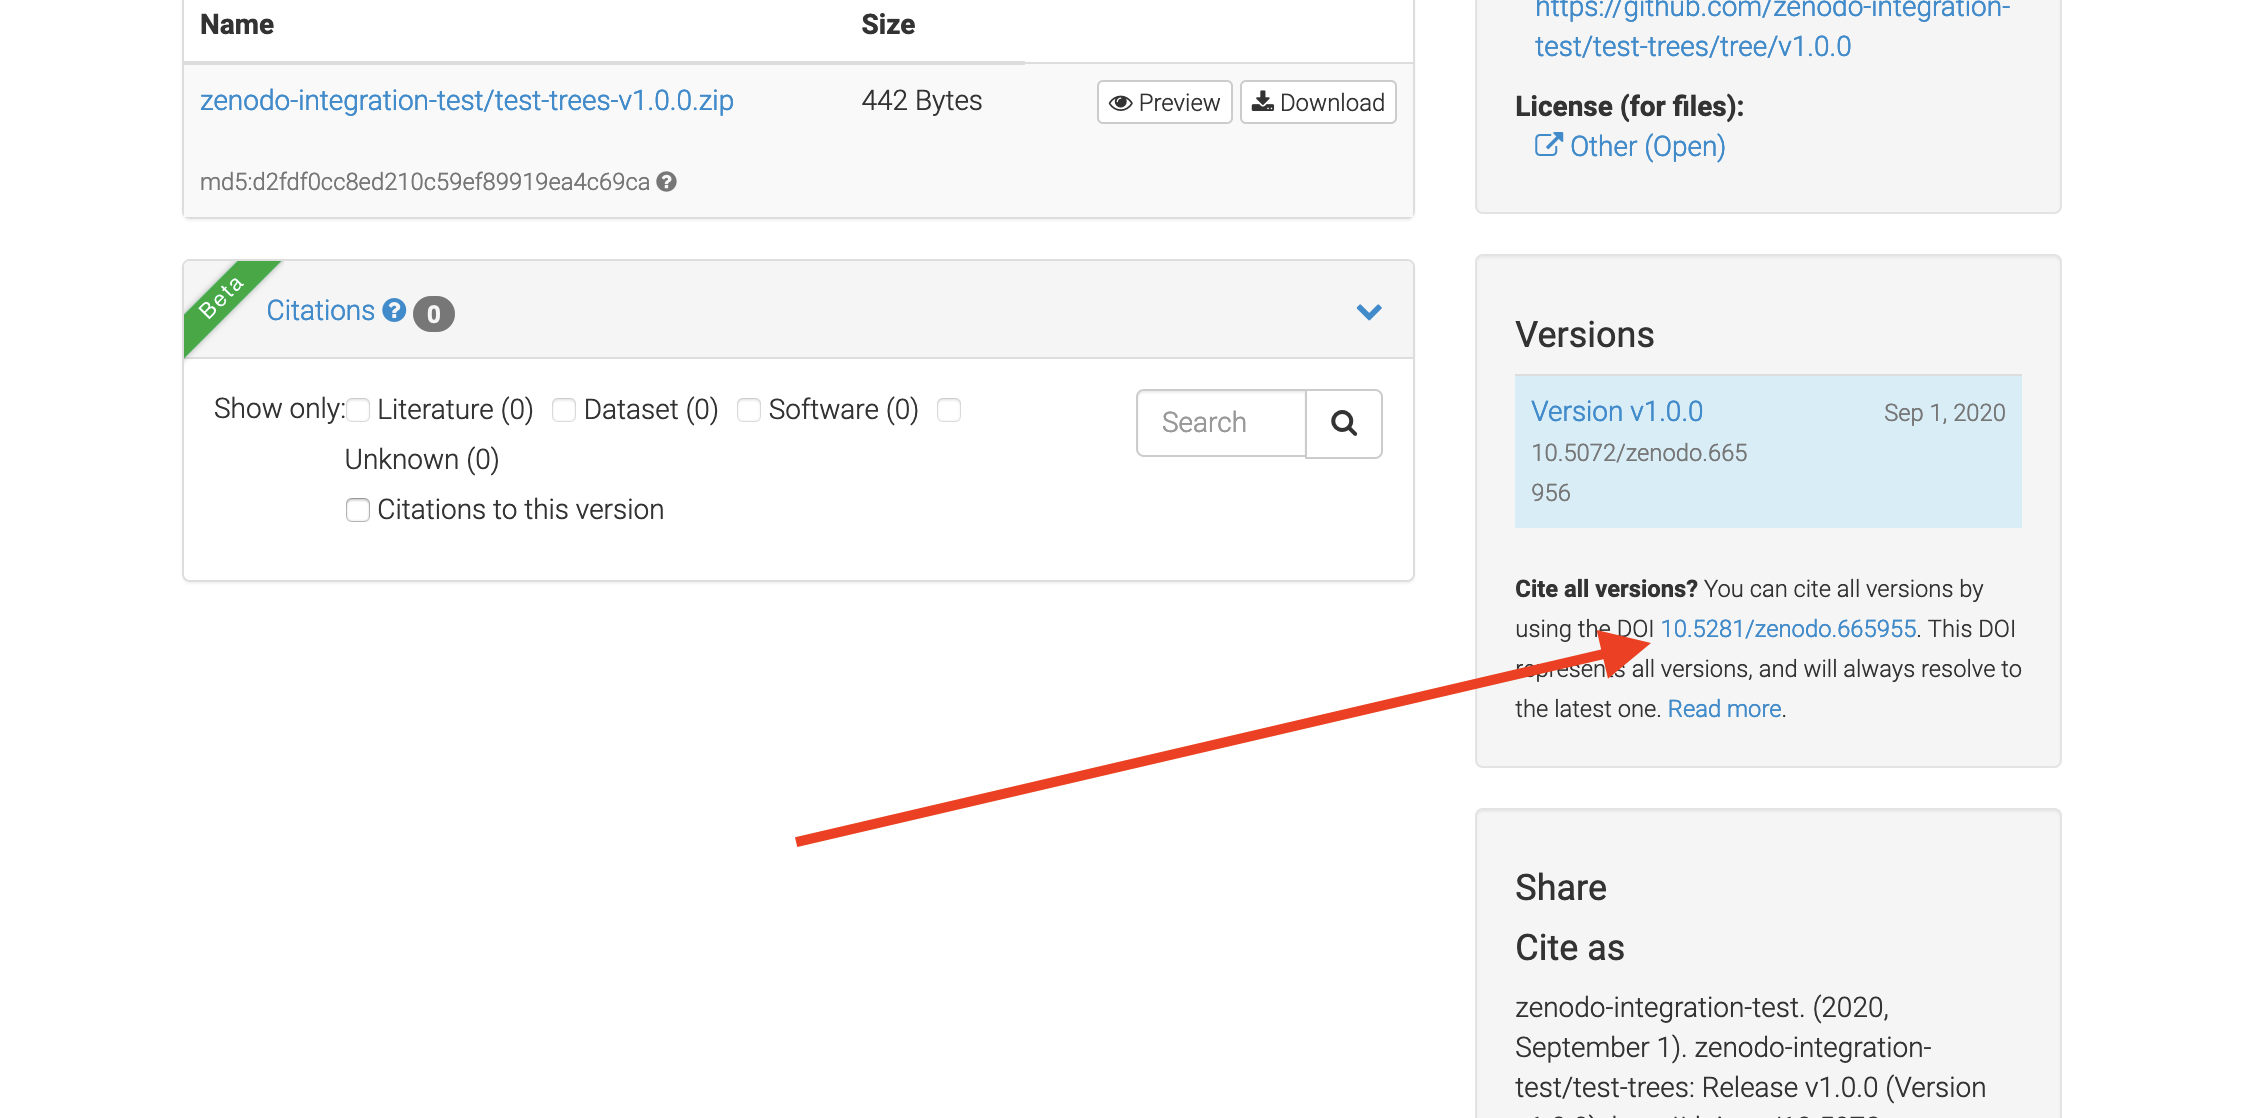 Name Size
zenodo-integration-test/test-trees-v1.0.0.zip 442 Bytes Preview Download
md5:d2fdf0cc8ed210c59ef89919ea4c69ca
Beta
Citations 0
Show only: Literature (0) Dataset (0) Software (0)
Unknown (0)
Citations to this version
Search
https://github.com/zenodo-integration-
test/test-trees/tree/v1.0.0
License (for files):
Other (Open)
Versions
Version v1.0.0 Sep 1, 2020
10.5072/zenodo.665
956
Cite all versions? You can cite all versions by
using the DOI 10.5281/zenodo.665955. This DOI
represents all versions, and will always resolve to
the latest one. Read more.
Share
Cite as
zenodo-integration-test. (2020,
September 1). zenodo-integration-
test/test-trees: Release v1.0.0 (Version